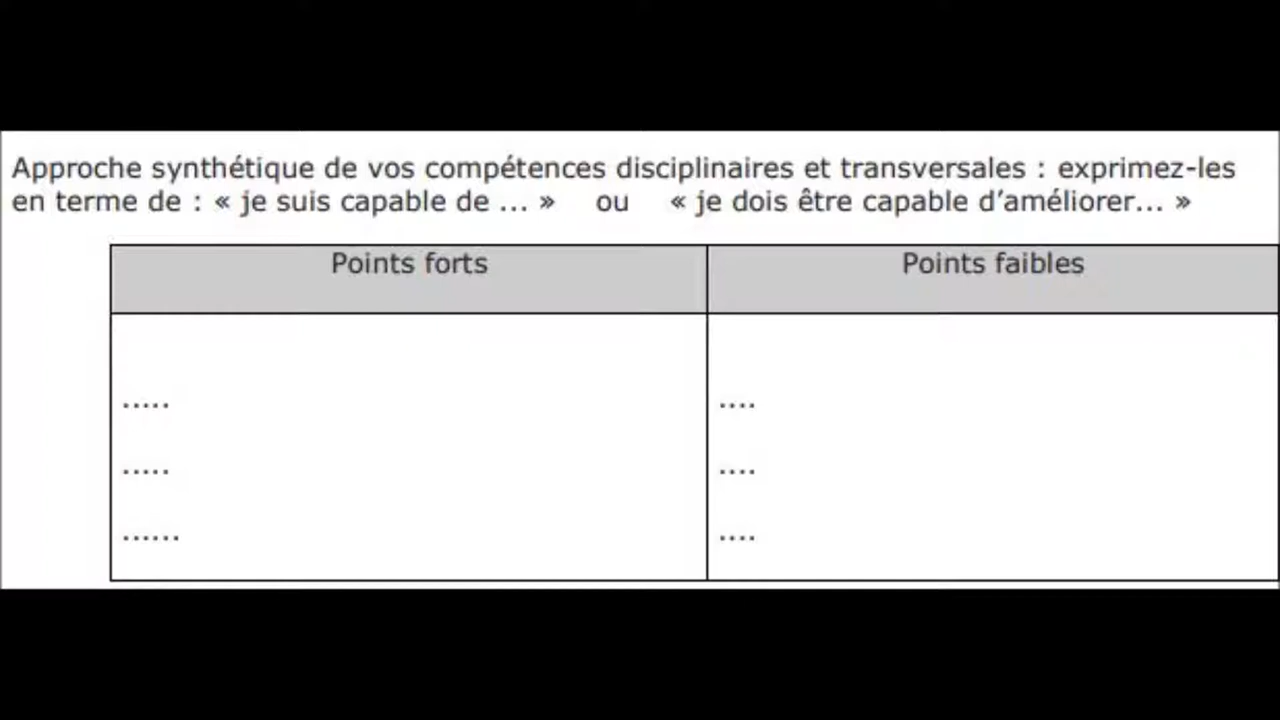 Approche synthétique de vos compétences disciplinaires et transversales : exprimez-les
en terme de : « je suis capable de ... » ou « je dois être capable d’améliorer... »
Points forts
Points faibles
.....
....
.....
....
......
....